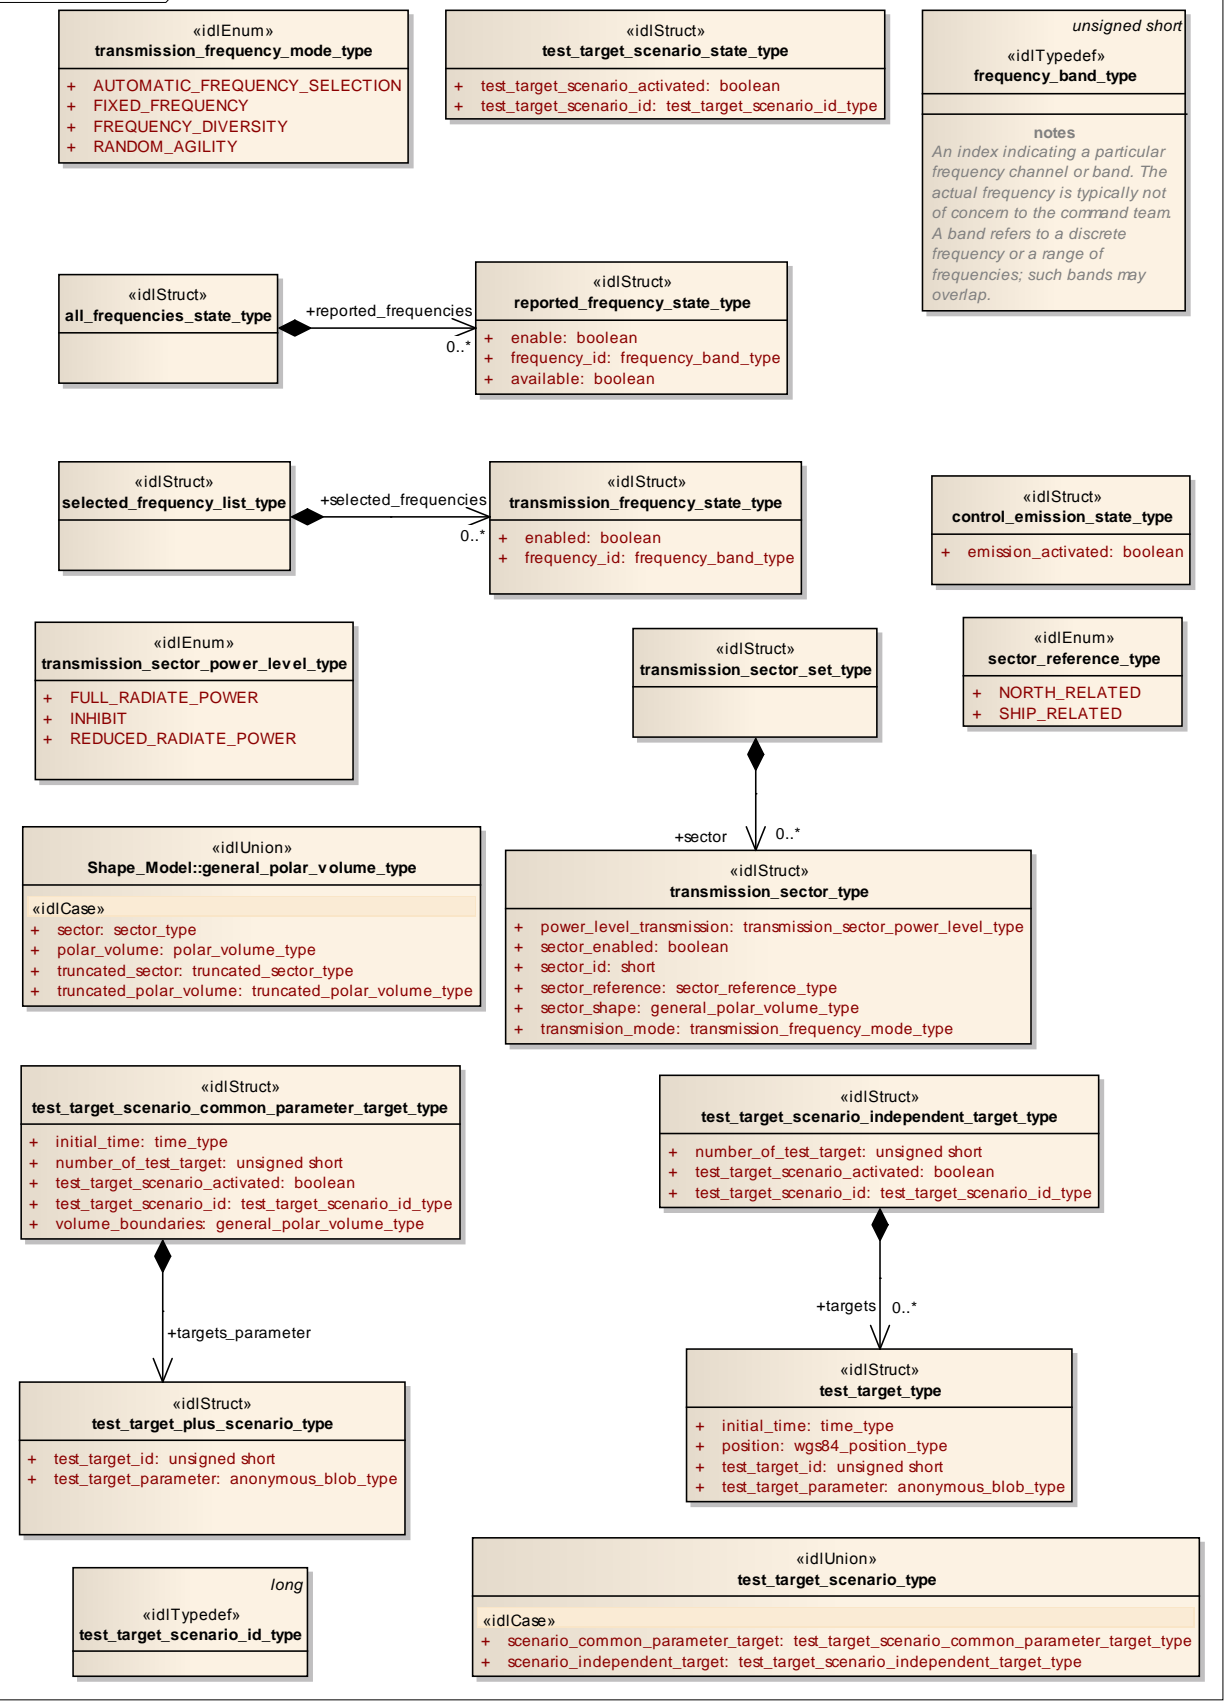 «idlEnum»
transmission_frequency_mode_type
+ AUTOMATIC_FREQUENCY_SELECTION
+ FIXED_FREQUENCY
+ FREQUENCY_DIVERSITY
+ RANDOM_AGILITY
«idlStruct»
test_target_scenario_state_type
+ test_target_scenario_activated: boolean
+ test_target_scenario_id: test_target_scenario_id_type
unsigned short
«idlTypedef»
frequency_band_type
notes
An index indicating a particular
frequency channel or band. The
actual frequency is typically not
of concern to the command team.
A band refers to a discrete
frequency or a range of
frequencies; such bands may
overlap.
«idlStruct»
all_frequencies_state_type
+reported_frequencies
0..*
«idlStruct»
reported_frequency_state_type
+ enable: boolean
+ frequency_id: frequency_band_type
+ available: boolean
«idlStruct»
selected_frequency_list_type
+selected_frequencies
0..*
«idlStruct»
transmission_frequency_state_type
+ enabled: boolean
+ frequency_id: frequency_band_type
«idlStruct»
control_emission_state_type
+ emission_activated: boolean
«idlEnum»
transmission_sector_power_level_type
+ FULL_RADIATE_POWER
+ INHIBIT
+ REDUCED_RADIATE_POWER
«idlStruct»
transmission_sector_set_type
«idlEnum»
sector_reference_type
+ NORTH_RELATED
+ SHIP_RELATED
+sector
0..*
«idlUnion»
Shape_Model::general_polar_volume_type
«idlCase»
+ sector: sector_type
+ polar_volume: polar_volume_type
+ truncated_sector: truncated_sector_type
+ truncated_polar_volume: truncated_polar_volume_type
«idlStruct»
transmission_sector_type
+ power_level_transmission: transmission_sector_power_level_type
+ sector_enabled: boolean
+ sector_id: short
+ sector_reference: sector_reference_type
+ sector_shape: general_polar_volume_type
+ transmision_mode: transmission_frequency_mode_type
«idlStruct»
test_target_scenario_common_parameter_target_type
+ initial_time: time_type
+ number_of_test_target: unsigned short
+ test_target_scenario_activated: boolean
+ test_target_scenario_id: test_target_scenario_id_type
+ volume_boundaries: general_polar_volume_type
«idlStruct»
test_target_scenario_independent_target_type
+ number_of_test_target: unsigned short
+ test_target_scenario_activated: boolean
+ test_target_scenario_id: test_target_scenario_id_type
+targets_parameter
+targets
0..*
«idlStruct»
test_target_plus_scenario_type
+ test_target_id: unsigned short
+ test_target_parameter: anonymous_blob_type
«idlStruct»
test_target_type
+ initial_time: time_type
+ position: wgs84_position_type
+ test_target_id: unsigned short
+ test_target_parameter: anonymous_blob_type
long
«idlTypedef»
test_target_scenario_id_type
«idlUnion»
test_target_scenario_type
«idlCase»
+ scenario_common_parameter_target: test_target_scenario_common_parameter_target_type
+ scenario_independent_target: test_target_scenario_independent_target_type